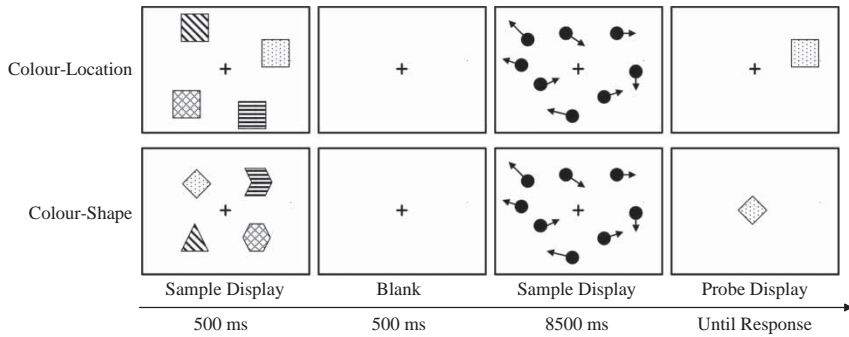 Colour-Location
Colour-Shape
Sample Display Blank Sample Display Probe Display
500 ms 500 ms 8500 ms Until Response